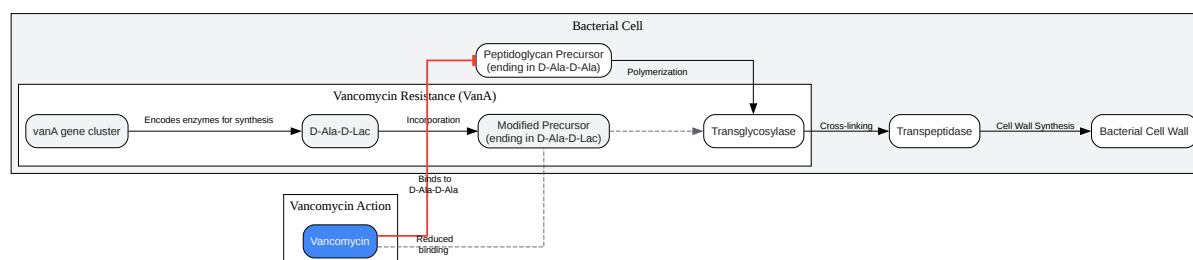 Bacterial Cell
Peptidoglycan Precursor
(ending in D-Ala-D-Ala)
Polymerization
Vancomycin Resistance (VanA)
vanA gene cluster
Encodes enzymes for synthesis
D-Ala-D-Lac
Incorporation
Modified Precursor
(ending in D-Ala-D-Lac)
Transglycosylase
Cross-linking
Transpeptidase
Cell Wall Synthesis
Bacterial Cell Wall
Binds to
D-Ala-D-Ala
Vancomycin Action
Vancomycin
Reduced
binding